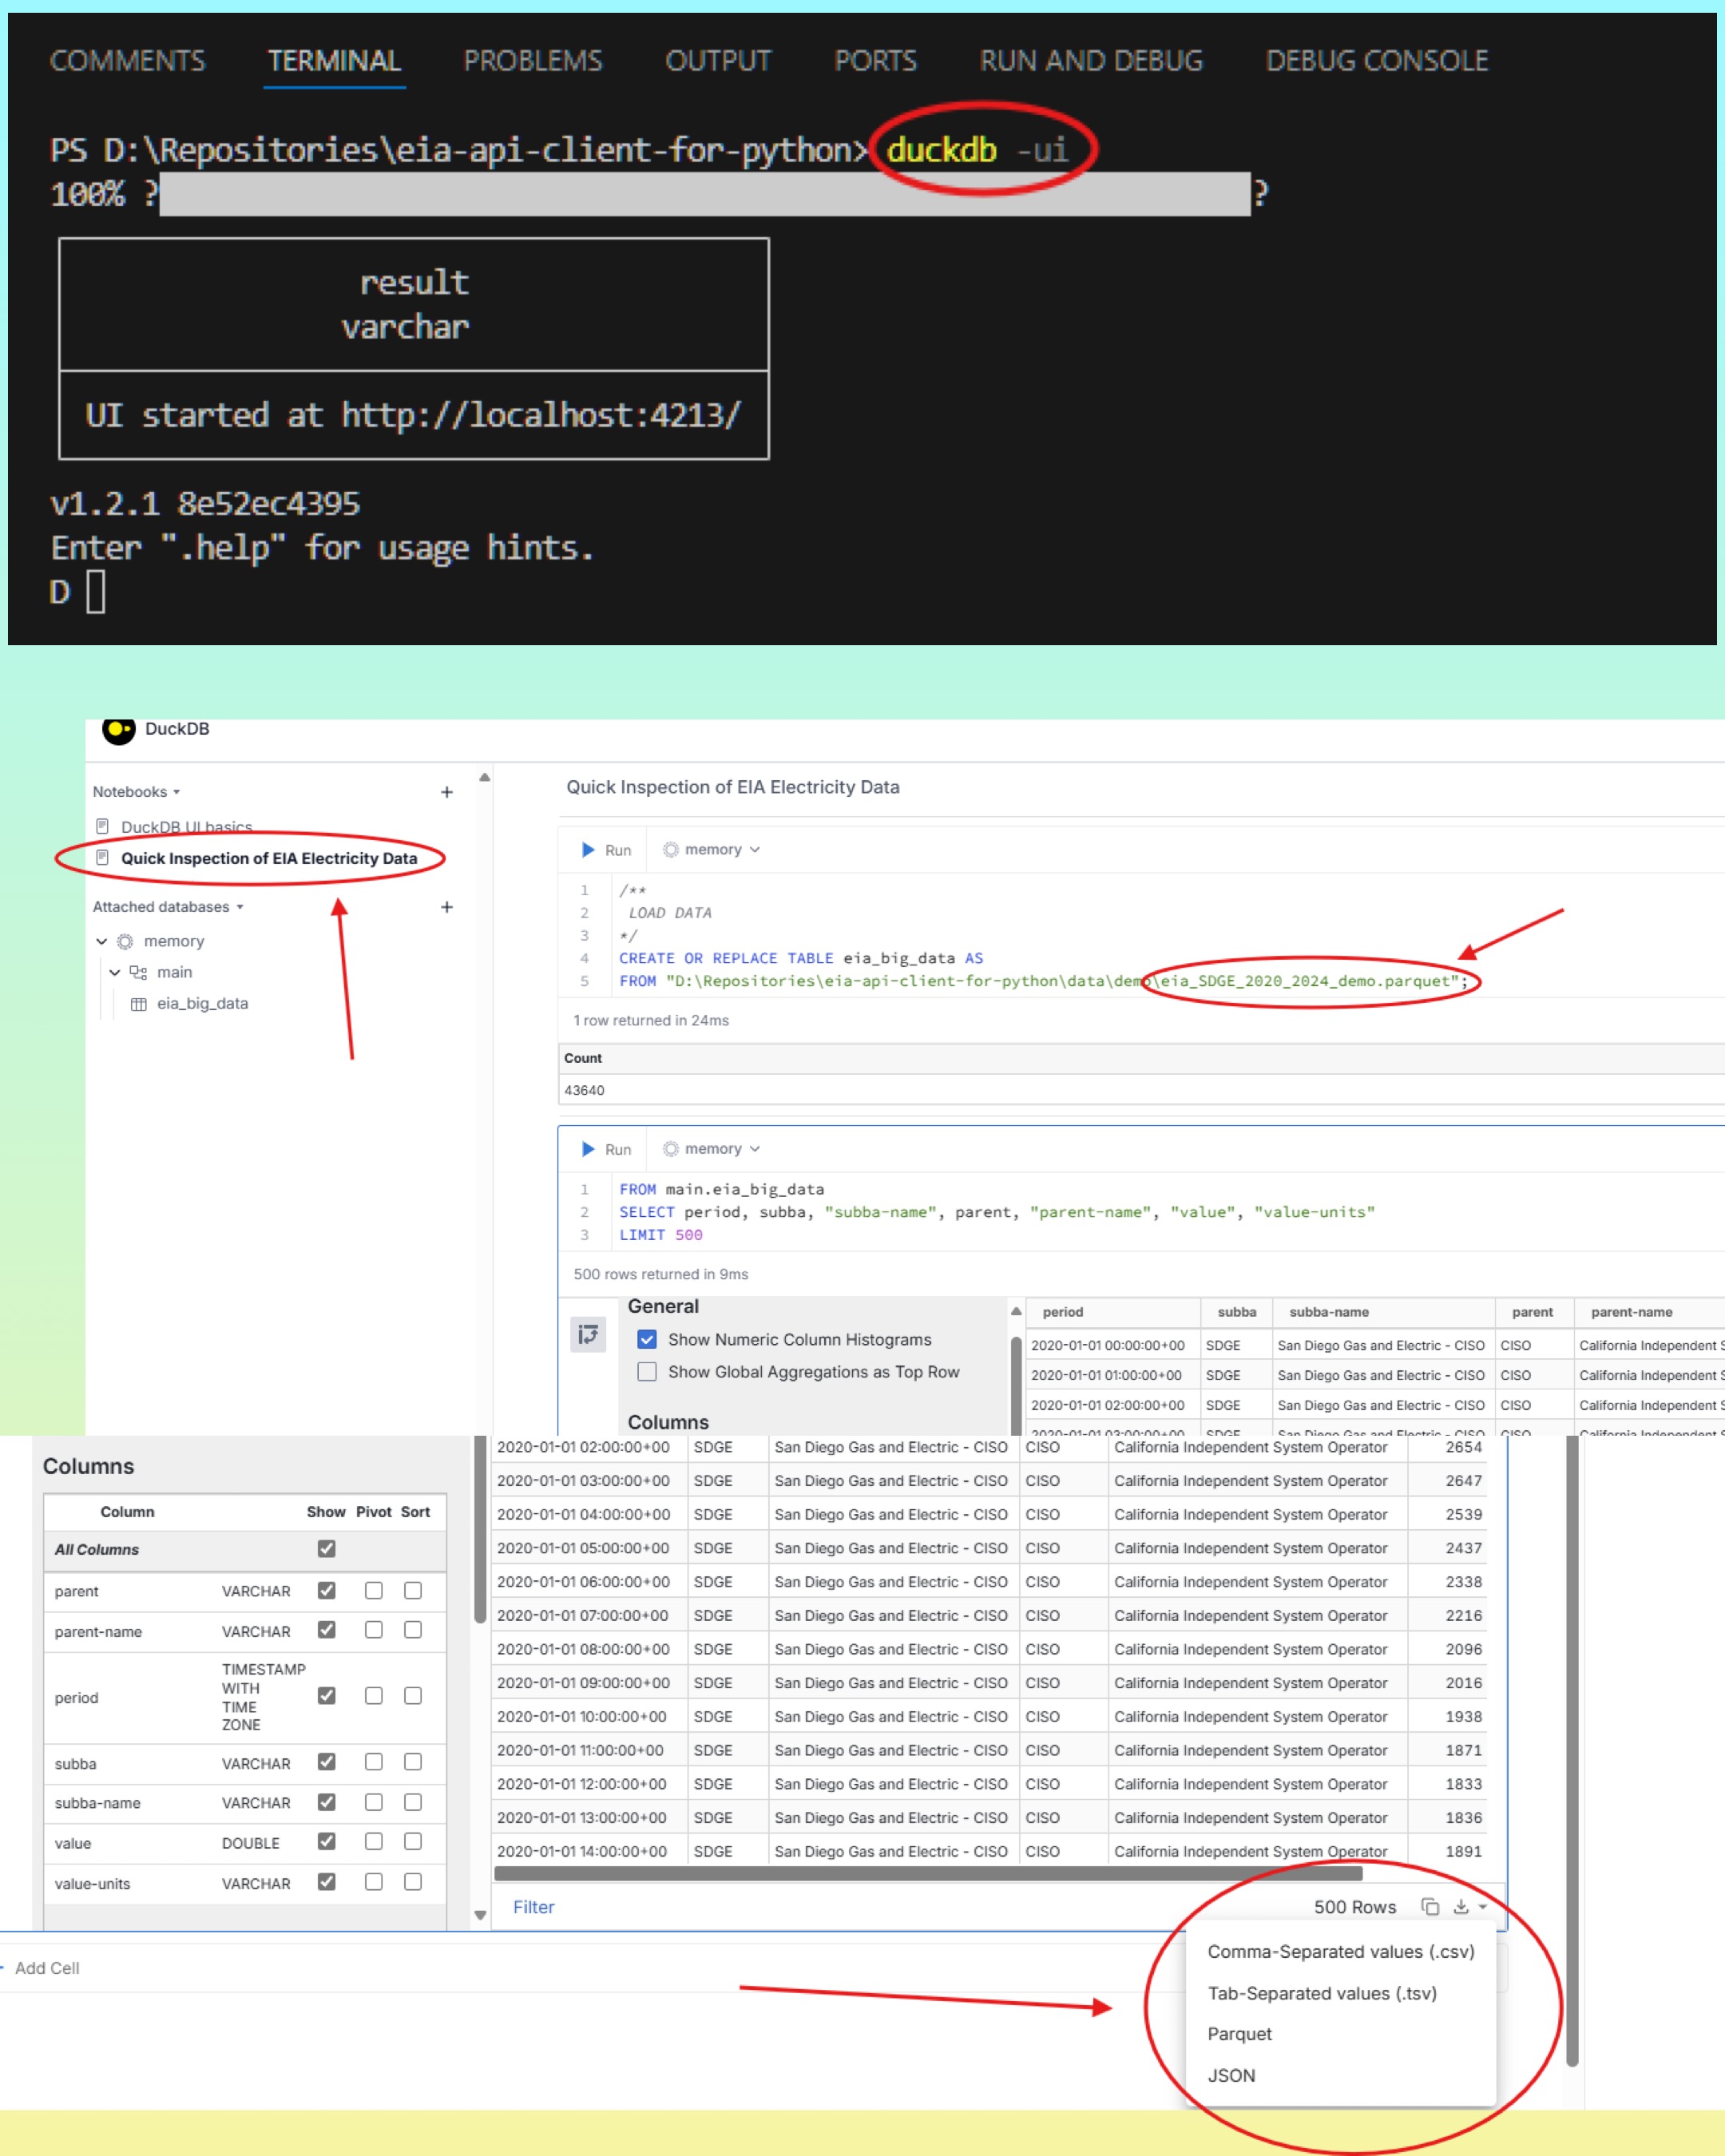 COMMENTS TERMINAL PROBLEMS OUTPUT PORTS RUN AND DEBUG DEBUG CONSOLE
PS D:\Repositories\eia-api-client-for-python> duckdb -ui
100% ? ?
result
varchar
UI started at http://localhost:4213/
v1.2.1 8e52ec4395
Enter ".help" for usage hints.
D
DuckDB
Notebooks
DuckDB UI basics
Quick Inspection of EIA Electricity Data
Attached databases
memory
main
eia_big_data
Quick Inspection of EIA Electricity Data
Run memory
1 /**
2 LOAD DATA
3 */
4 CREATE OR REPLACE TABLE eia_big_data AS
5 FROM "D:\Repositories\eia-api-client-for-python\data\demo\eia_SDGE_2020_2024_demo.parquet";
1 row returned in 24ms
Count
43640
Run memory
1 FROM main.eia_big_data
2 SELECT period, subba, "subba-name", parent, "parent-name", "value", "value-units"
3 LIMIT 500
500 rows returned in 9ms
General
Show Numeric Column Histograms
Show Global Aggregations as Top Row
Columns
period subba subba-name parent parent-name
2020-01-01 00:00:00+00 SDGE San Diego Gas and Electric - CISO CISO California Independent S
2020-01-01 01:00:00+00 SDGE San Diego Gas and Electric - CISO CISO California Independent S
2020-01-01 02:00:00+00 SDGE San Diego Gas and Electric - CISO CISO California Independent S
2020-01-01 03:00:00+00 SDGE San Diego Gas and Electric - CISO CISO California Independent S
Columns
Column Show Pivot Sort
All Columns
parent VARCHAR
parent-name VARCHAR
period TIMESTAMP
WITH
TIME
ZONE
subba VARCHAR
subba-name VARCHAR
value DOUBLE
value-units VARCHAR
2020-01-01 02:00:00+00 SDGE San Diego Gas and Electric - CISO CISO California Independent System Operator 2654
2020-01-01 03:00:00+00 SDGE San Diego Gas and Electric - CISO CISO California Independent System Operator 2647
2020-01-01 04:00:00+00 SDGE San Diego Gas and Electric - CISO CISO California Independent System Operator 2539
2020-01-01 05:00:00+00 SDGE San Diego Gas and Electric - CISO CISO California Independent System Operator 2437
2020-01-01 06:00:00+00 SDGE San Diego Gas and Electric - CISO CISO California Independent System Operator 2338
2020-01-01 07:00:00+00 SDGE San Diego Gas and Electric - CISO CISO California Independent System Operator 2216
2020-01-01 08:00:00+00 SDGE San Diego Gas and Electric - CISO CISO California Independent System Operator 2096
2020-01-01 09:00:00+00 SDGE San Diego Gas and Electric - CISO CISO California Independent System Operator 2016
2020-01-01 10:00:00+00 SDGE San Diego Gas and Electric - CISO CISO California Independent System Operator 1938
2020-01-01 11:00:00+00 SDGE San Diego Gas and Electric - CISO CISO California Independent System Operator 1871
2020-01-01 12:00:00+00 SDGE San Diego Gas and Electric - CISO CISO California Independent System Operator 1833
2020-01-01 13:00:00+00 SDGE San Diego Gas and Electric - CISO CISO California Independent System Operator 1836
2020-01-01 14:00:00+00 SDGE San Diego Gas and Electric - CISO CISO California Independent System Operator 1891
Filter 500 Rows
Add Cell
Comma-Separated values (.csv)
Tab-Separated values (.tsv)
Parquet
JSON